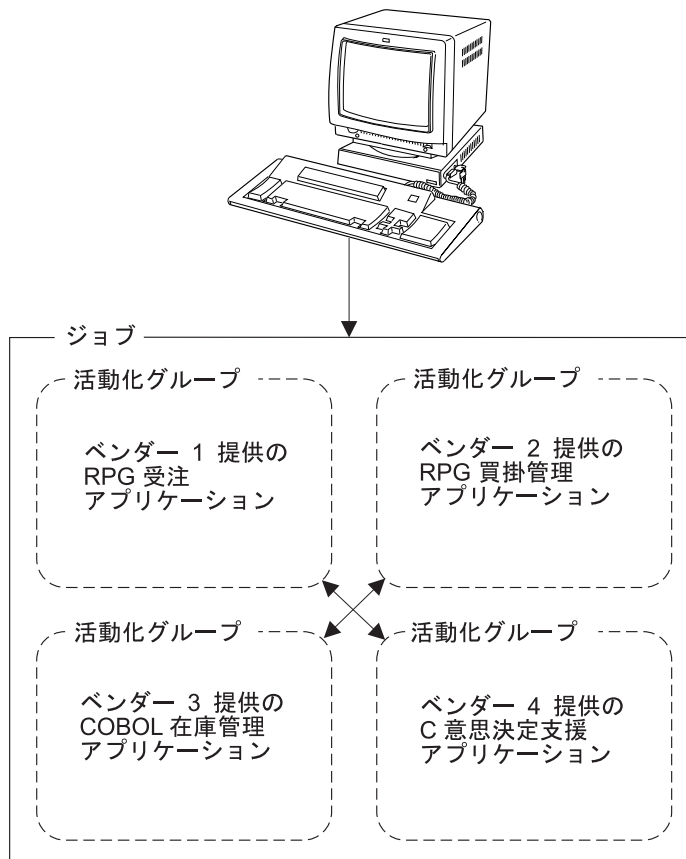 ジョブ
活動化グループ
ベンダー 1 提供の
RPG 受注
アプリケーション
活動化グループ
ベンダー 2 提供の
RPG 買掛管理
アプリケーション
活動化グループ
ベンダー 3 提供の
COBOL 在庫管理
アプリケーション
活動化グループ
ベンダー 4 提供の
C 意思決定支援
アプリケーション